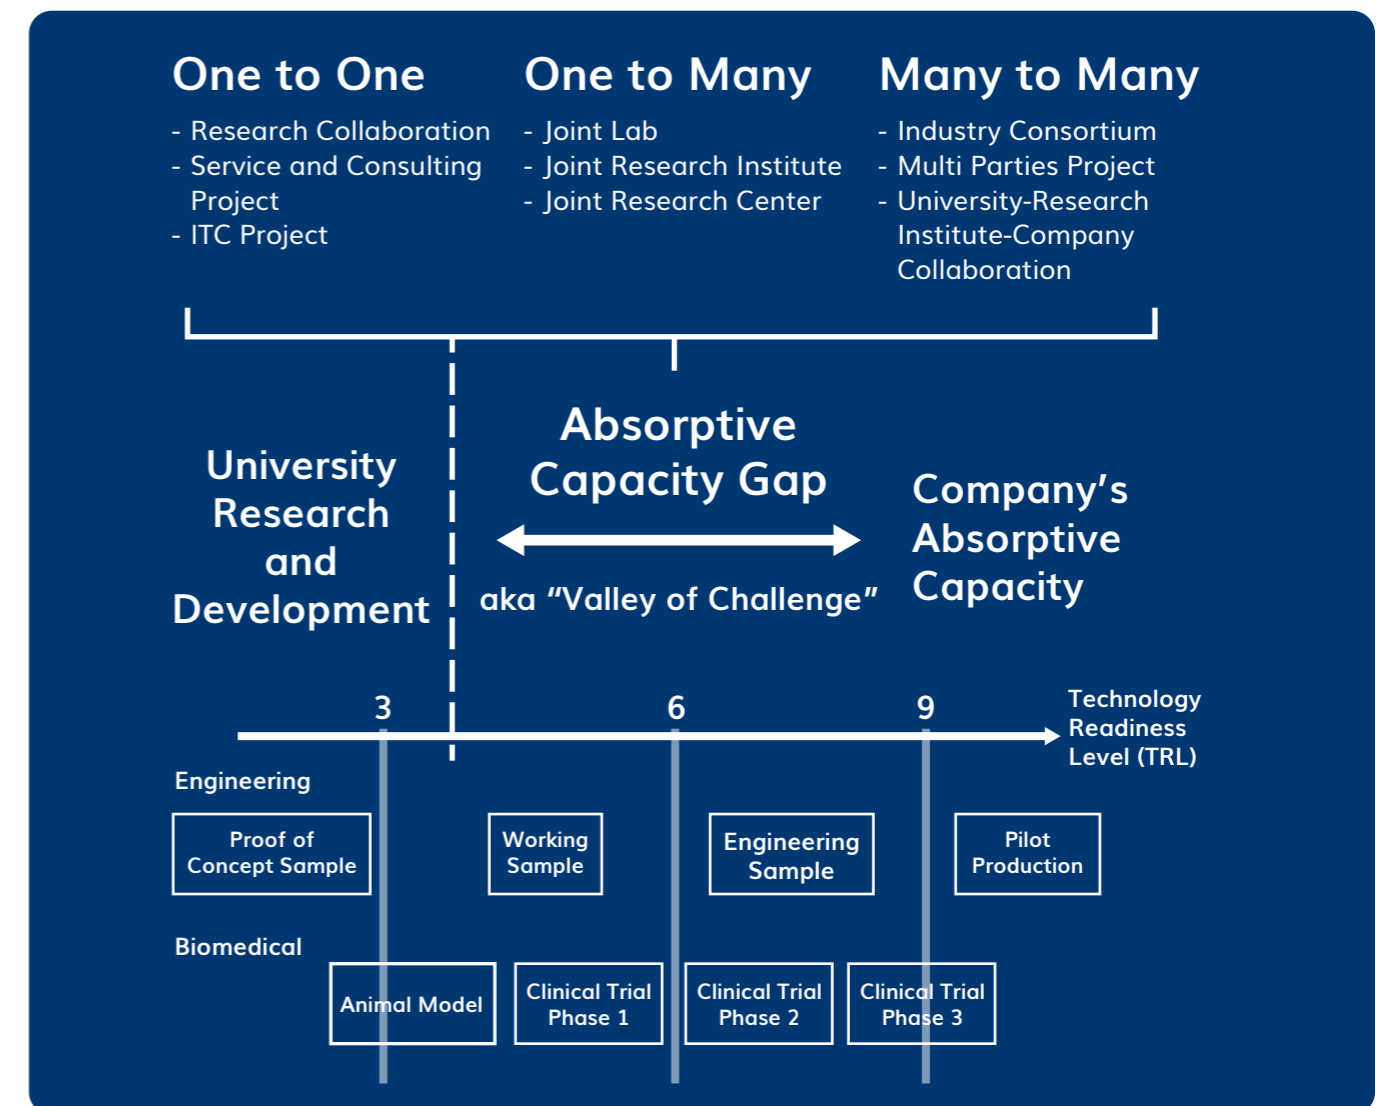 One to One
- Research Collaboration
- Service and Consulting
Project
- ITC Project
One to Many
- Joint Lab
- Joint Research Institute
- Joint Research Center
Many to Many
- Industry Consortium
- Multi Parties Project
- University-Research
Institute-Company
Collaboration
University
Research
and
Development
Absorptive
Capacity Gap
aka “Valley of Challenge”
Company’s
Absorptive
Capacity
3
6
9
Technology
Readiness
Level (TRL)
Engineering
Proof of
Concept Sample
Working
Sample
Engineering
Sample
Pilot
Production
Biomedical
Animal Model
Clinical Trial
Phase 1
Clinical Trial
Phase 2
Clinical Trial
Phase 3